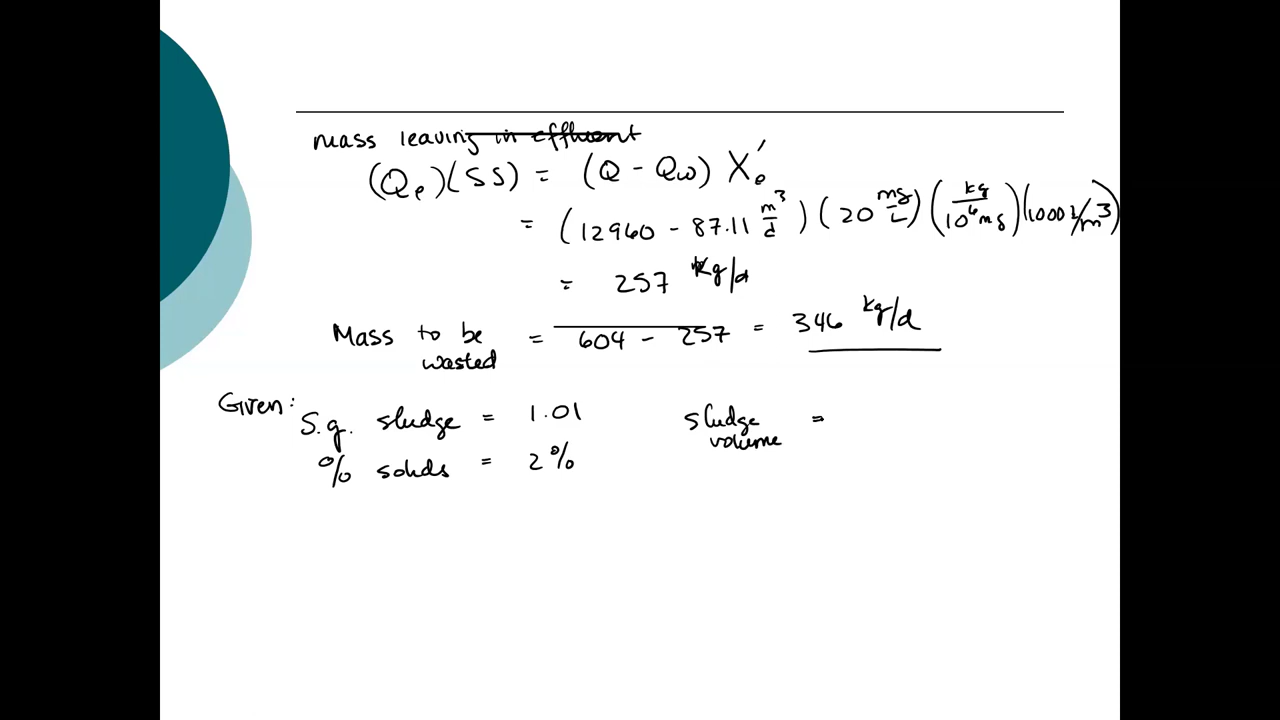 mass leaving in effluent
(Qe)(SS) = (Q - Qw) Xe'
= (12960 - 87.11 m³/d) (20 mg/L) (kg/10⁶mg)(1000 L/m³)
= 257 kg/d
Mass to be wasted = 604 - 257 = 346 kg/d
Given:
S.g. sludge = 1.01
% solids = 2%
sludge volume =